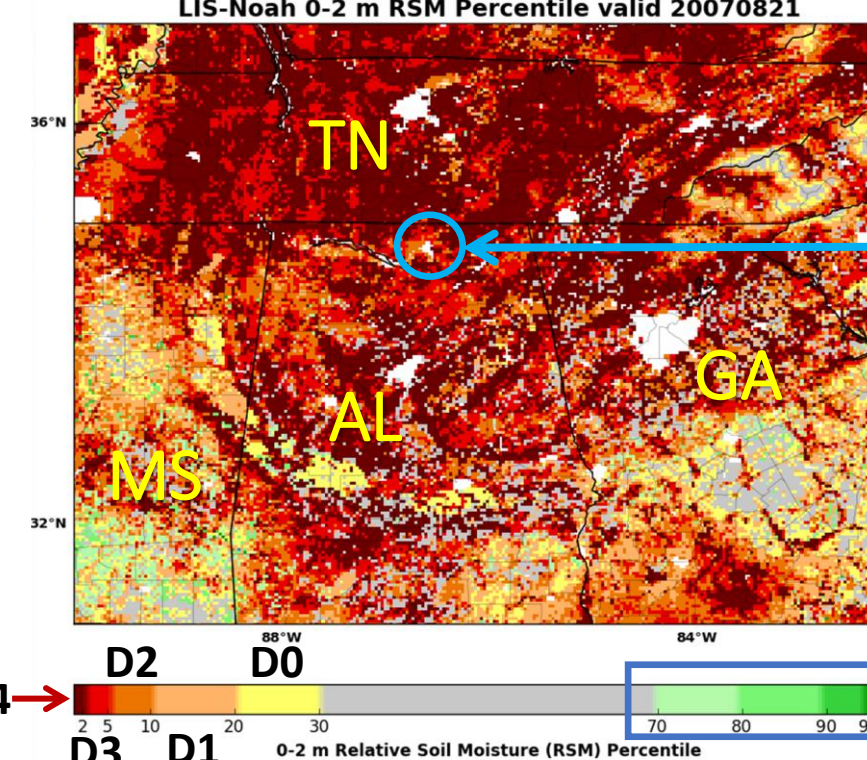 LIS-Noah 0-2 m RSM Percentile valid 20070821
36°N
TN
GA
AL
MS
32°N
88°W
84°W
D2
D0
4
2 5 10 20 30 70 80 90
D3
D1
0-2 m Relative Soil Moisture (RSM) Percentile